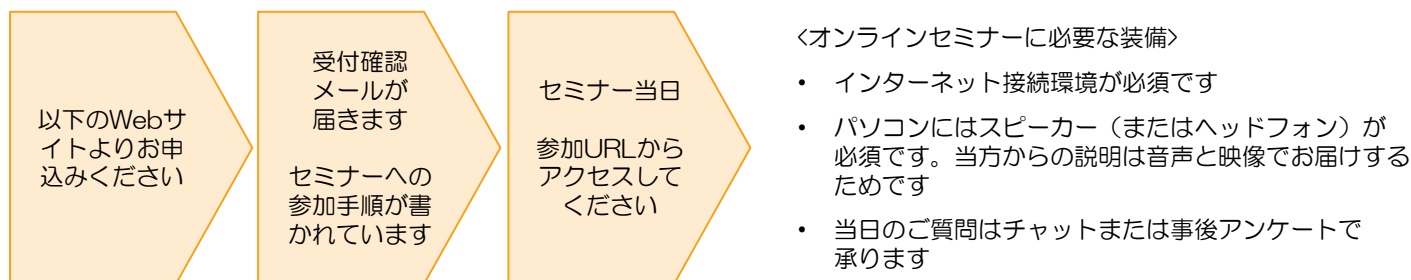 以下のWebサ
イトよりお申
込みください
受付確認
メールが
届きます
セミナーへの
参加手順が書
かれています
セミナー当日
参加URLから
アクセスして
ください
<オンラインセミナーに必要な装備>
• インターネット接続環境が必須です
• パソコンにはスピーカー（またはヘッドフォン）が
必須です。当方からの説明は音声と映像でお届けする
ためです
• 当日のご質問はチャットまたは事後アンケートで
承ります